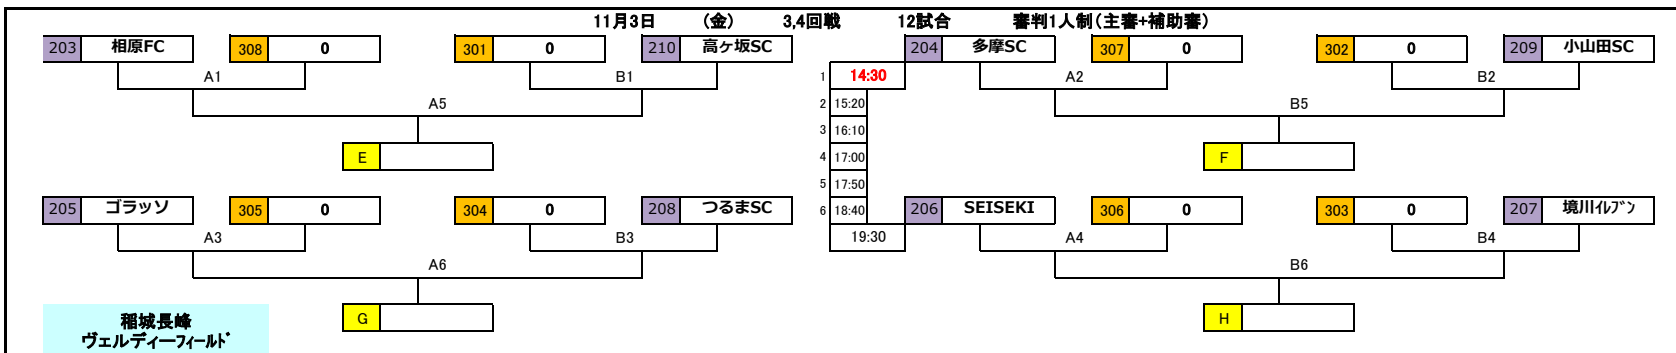 11月3日 （金） 3,4回戦 12試合 審判1人制（主審+補助審）
203 相原FC 308 0 301 0 210 高ヶ坂SC 204 多摩SC 307 0 302 0 209 小山田SC
A1 B1 1 14:30 A2 B2
A5 2 15:20 B5
3 16:10
E 4 17:00 F
5 17:50
205 ゴラッソ 305 0 304 0 208 つるまSC 6 18:40 206 SEISEKI 306 0 303 0 207 境川ｲﾚﾌﾞﾝ
A3 B3 19:30 A4 B4
A6 B6
G H
稲城長峰
ヴェルディーﾌｨｰﾙﾄﾞ